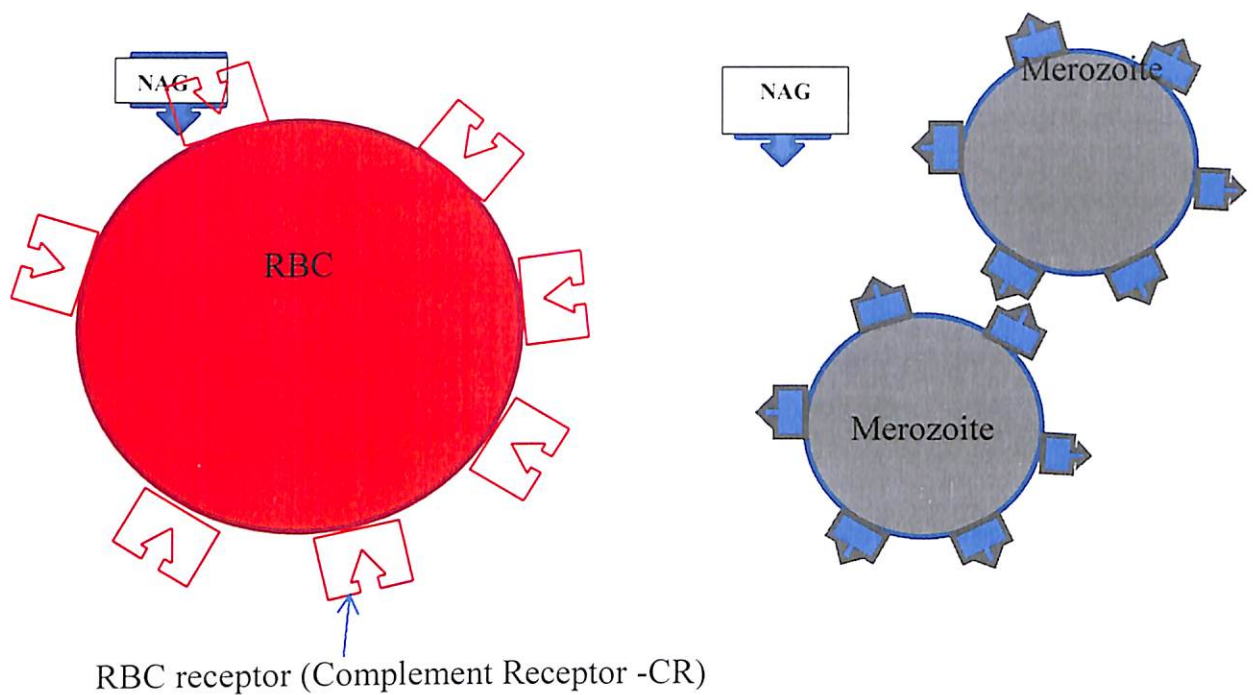 NAG
NAG
Merozoite
RBC
Merozoite
RBC receptor (Complement Receptor -CR)